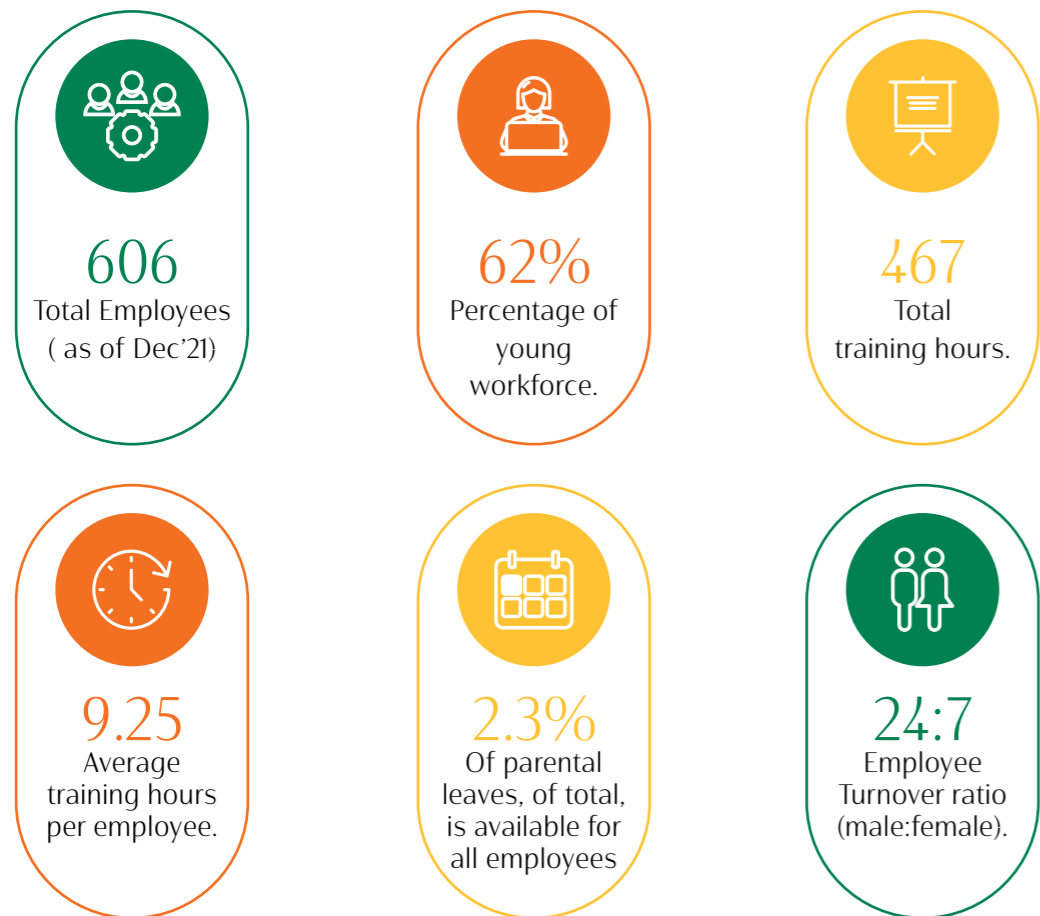 606
Total Employees
( as of Dec’21)
62%
Percentage of
young
workforce.
467
Total
training hours.
9.25
Average
training hours
per employee.
2.3%
Of parental
leaves, of total,
is available for
all employees
24:7
Employee
Turnover ratio
(male:female).